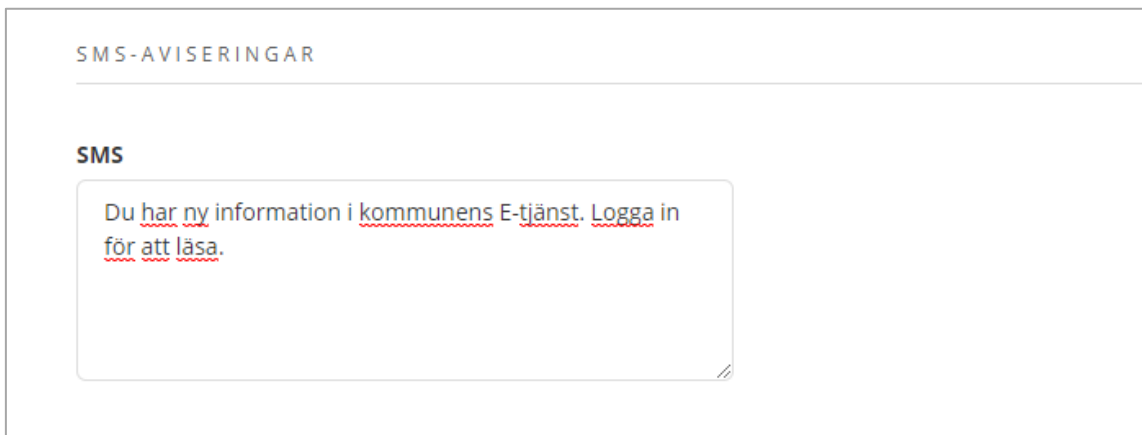 SMS-AVISERINGAR
SMS
Du har ny information i kommunens E-tjänst. Logga in
för att läsa.